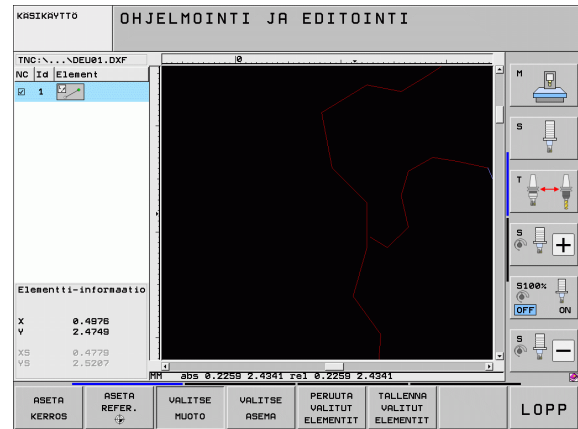 KÄSIKÄYTTÖ
OHJELMOINTI JA EDITOINTI
TNC:\...\DEU01.DXF
NC Id Element
1
0
M
S
T
S
S100%
OFF ON
S
Elementti-informaatio
X 0.4976
Y 2.4749
XS 0.4779
YS 2.5207
MM abs 0.2259 2.4341 rel 0.2259 2.4341
ASETA KERROS
ASETA REFER.
VALITSE MUOTO
VALITSE ASEMA
PERUUTA VALITUT ELEMENTIT
TALLENNA VALITUT ELEMENTIT
LOPP